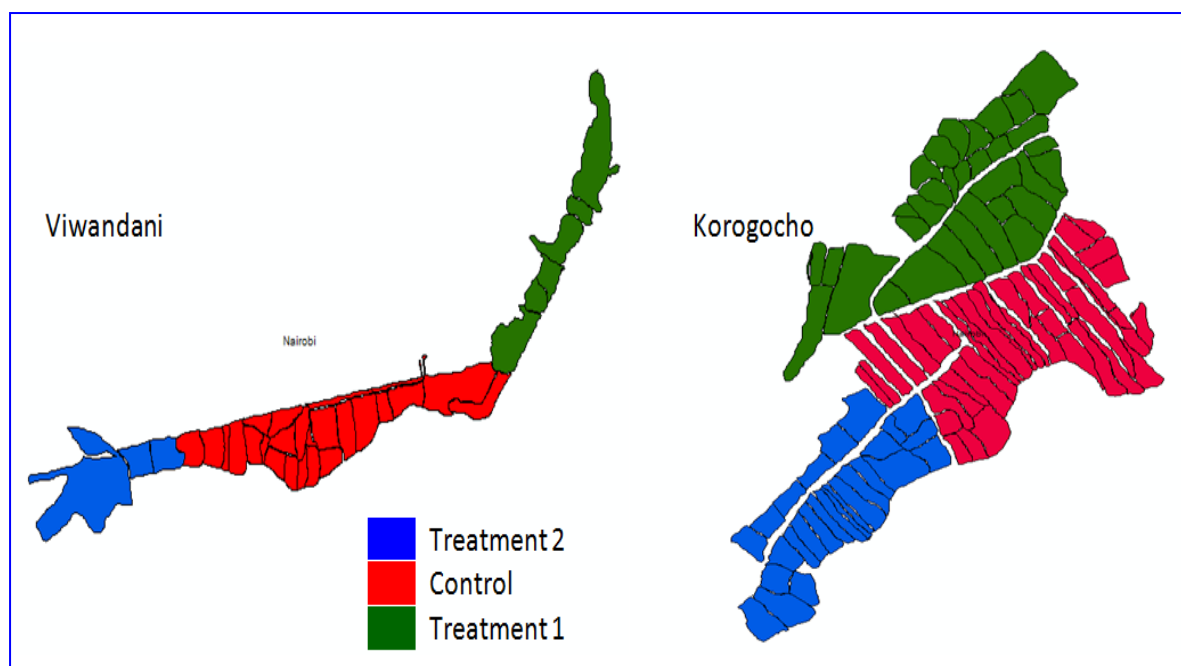 Viwandani
Korogocho
Nairobi
Treatment 2
Control
Treatment 1